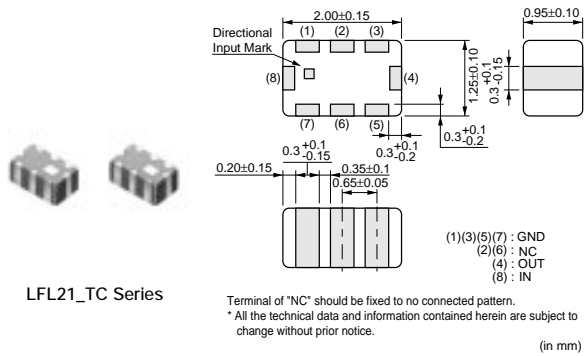 2.00±0.15
0.95±0.10
Directional
Input Mark
(1) (2) (3)
(8)
(4)
(7) (6) (5)
1.25±0.10
0.3+0.1-0.15
0.3+0.1-0.2
0.3+0.1-0.2
0.3+0.1-0.15
0.20±0.15
0.35±0.1
0.65±0.05
(1)(3)(5)(7) : GND
(2)(6) : NC
(4) : OUT
(8) : IN
LFL21_TC Series
Terminal of "NC" should be fixed to no connected pattern.
* All the technical data and information contained herein are subject to
change without prior notice.
(in mm)